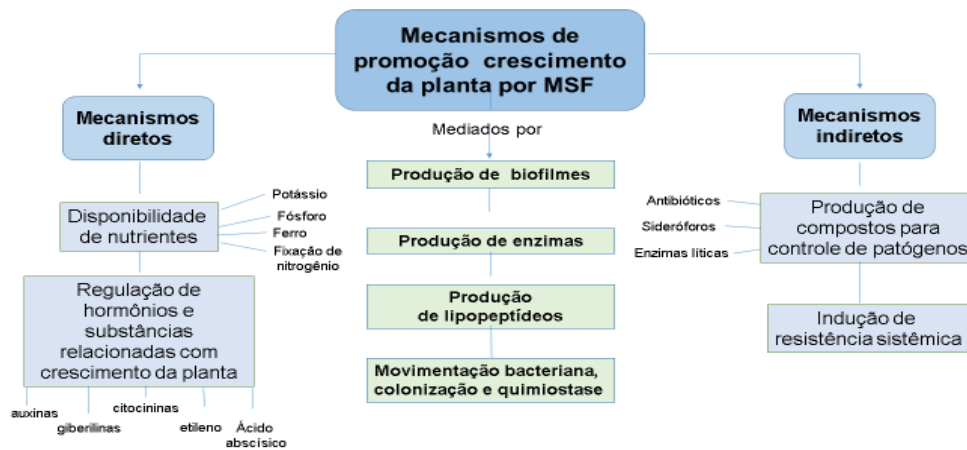 Mecanismos de
promoção crescimento
da planta por MSF
Mecanismos
diretos
Disponibilidade
de nutrientes
Potássio
Fósforo
Ferro
Fixação de
nitrogênio
Regulação de
hormônios e
substâncias
relacionadas com
crescimento da planta
auxinas
giberilinas
citocininas
etileno
Ácido
abscísico
Mediados por
Produção de biofilmes
Produção de enzimas
Produção
de lipopeptídeos
Movimentação bacteriana,
colonização e quimiostase
Mecanismos
indiretos
Antibióticos
Sideróforos
Enzimas líticas
Produção de
compostos para
controle de patógenos
Indução de
resistência sistêmica